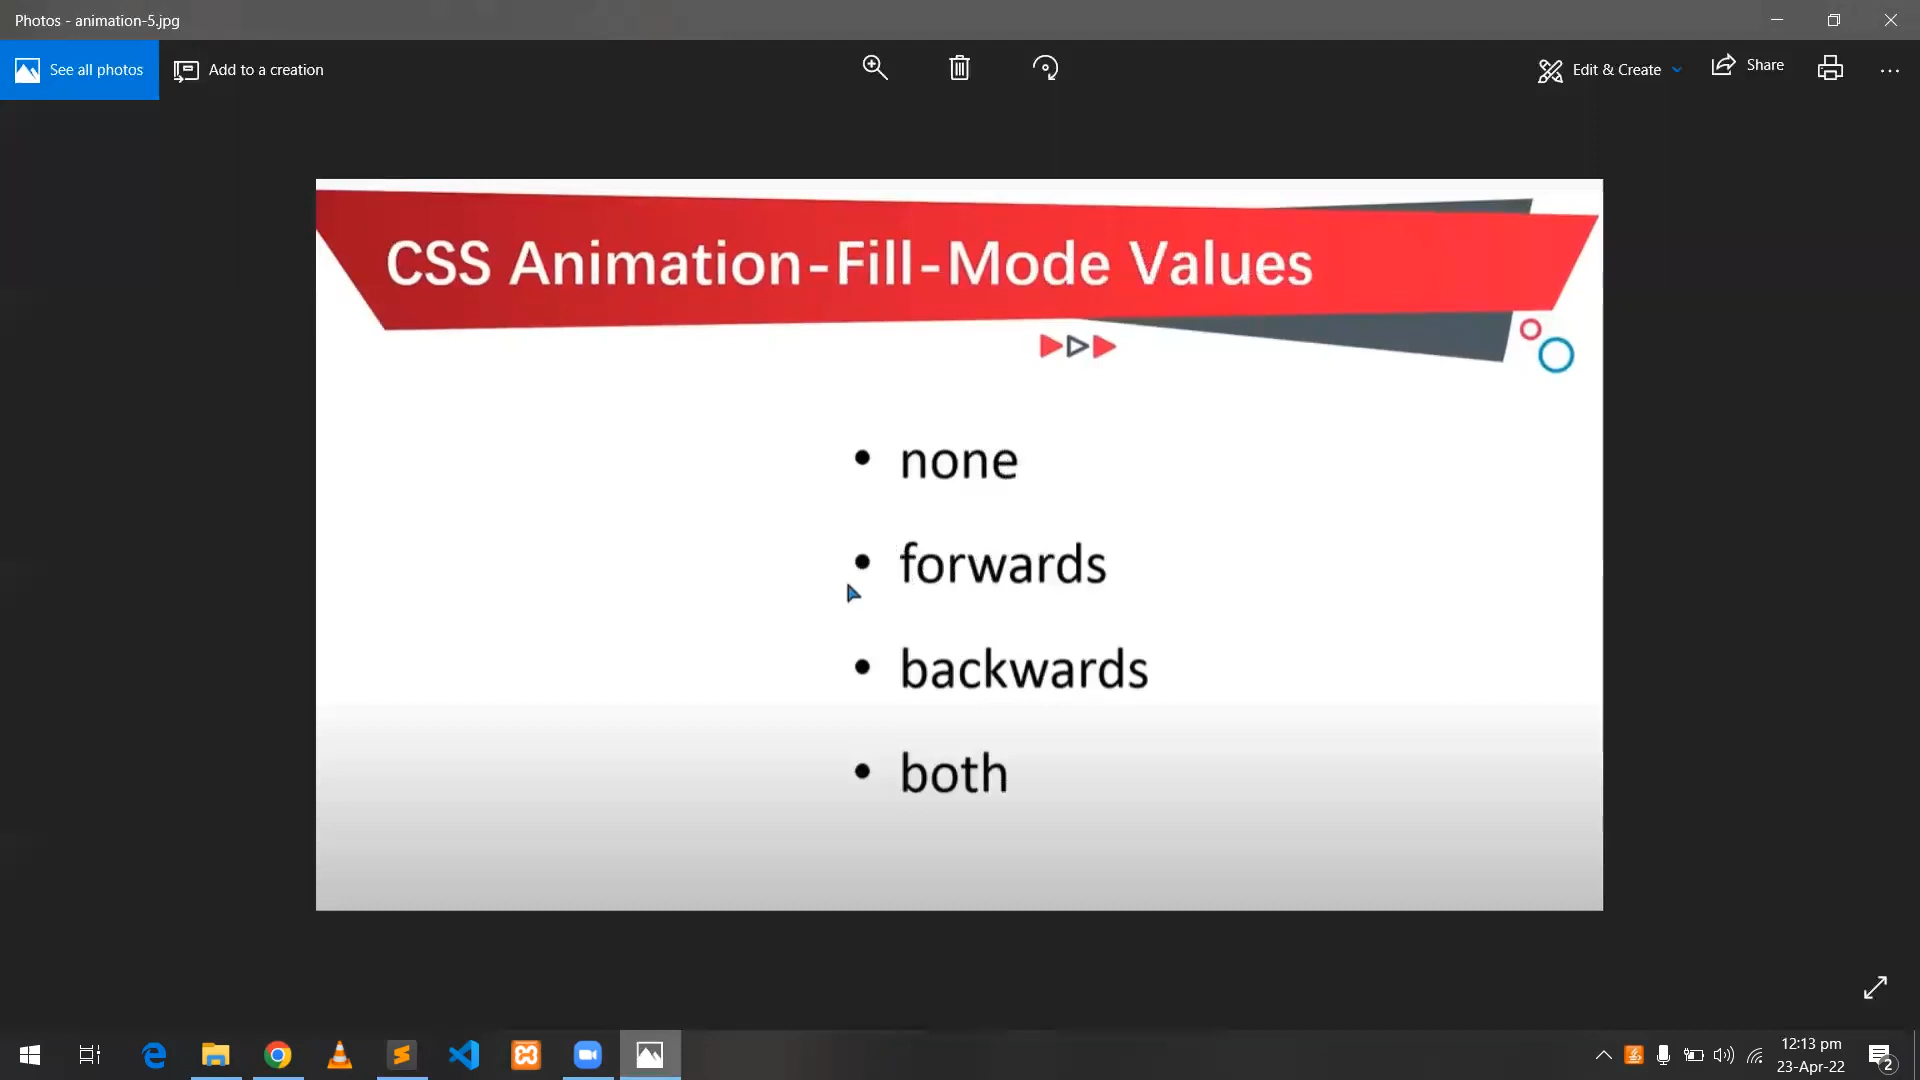 Photos - animation-5.jpg
See all photos
Add to a creation
Edit & Create
Share
CSS Animation-Fill-Mode Values
• none
• forwards
• backwards
• both
12:13 pm
23-Apr-22
2